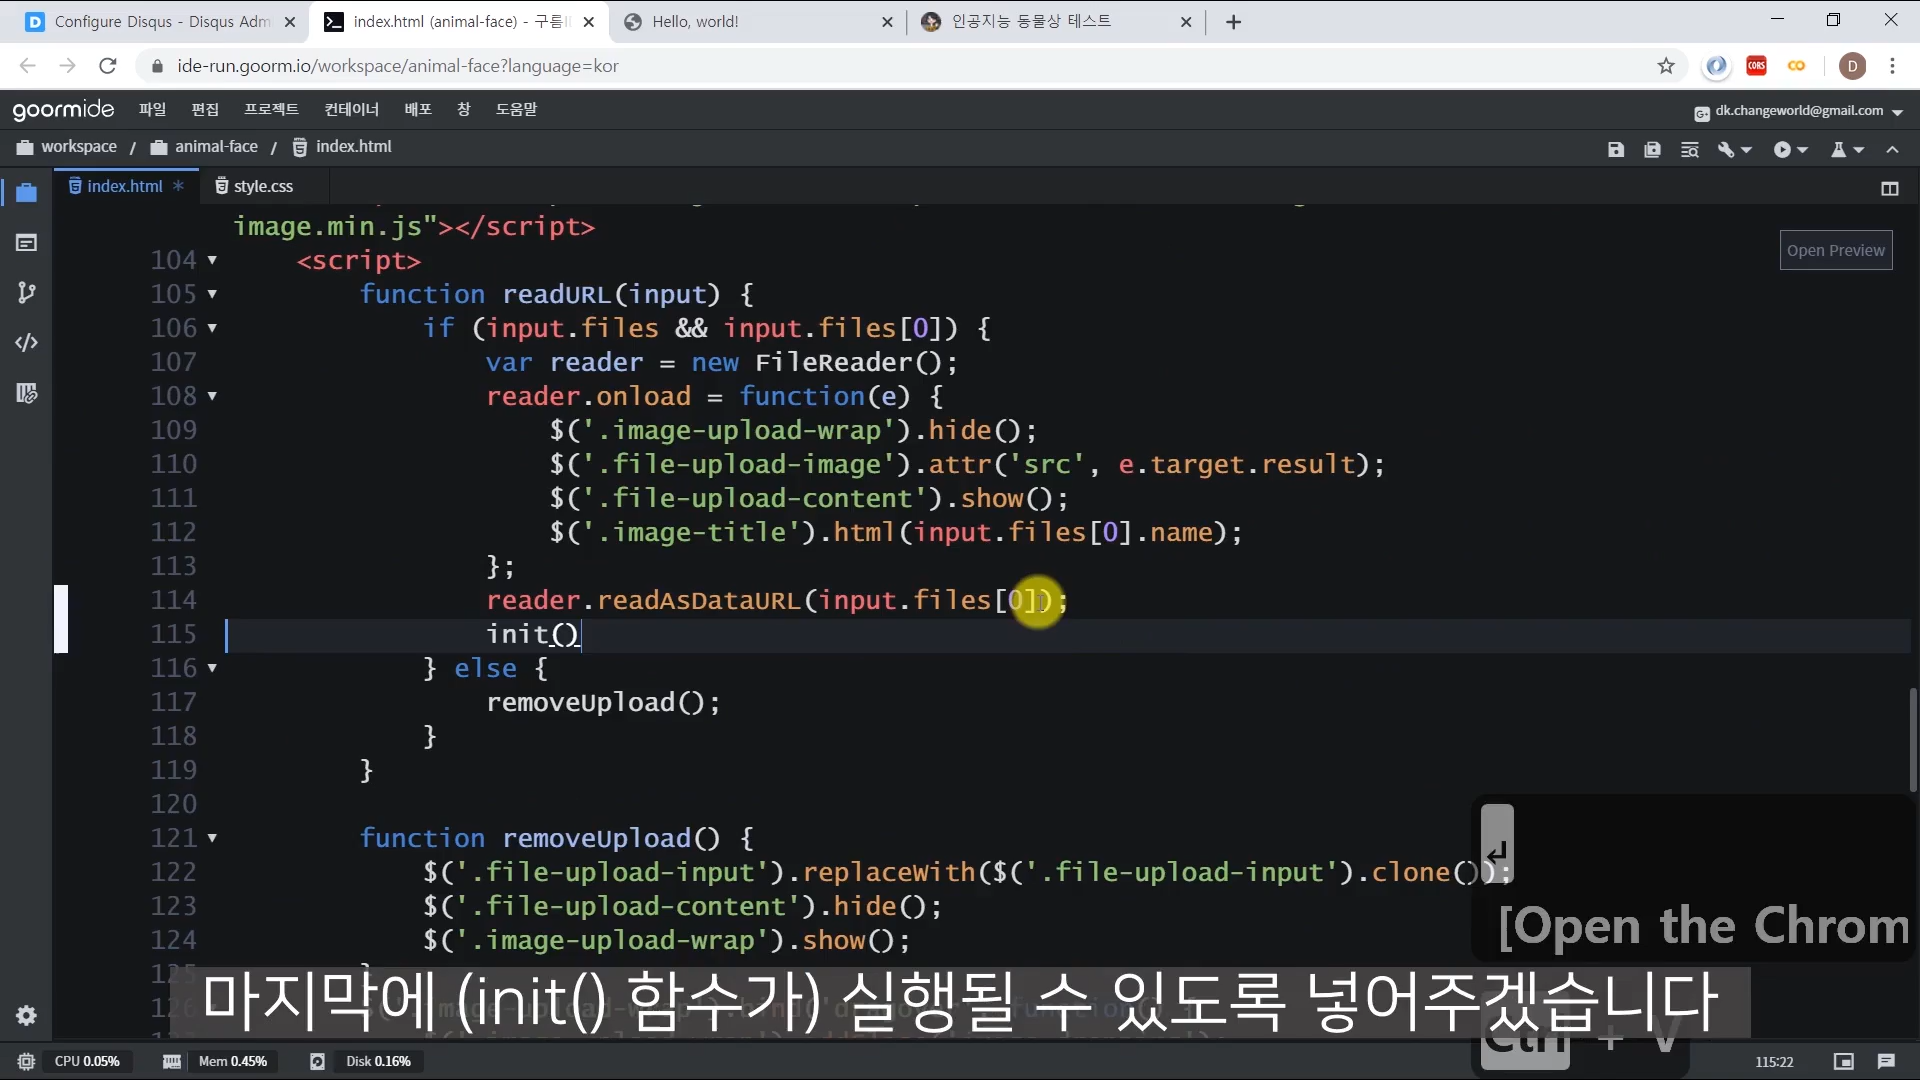 Configure Disqus - Disqus Adm
index.html (animal-face) - 구름I
Hello, world!
인공지능 동물상 테스트
ide-run.goorm.io/workspace/animal-face?language=kor
CORS
CO
D
goormide
파일
편집
프로젝트
컨테이너
배포
창
도움말
dk.changeworld@gmail.com
workspace / animal-face / index.html
index.html *
style.css
Open Preview
image.min.js"></script>
104 <script>
105 function readURL(input) {
106 if (input.files && input.files[0]) {
107 var reader = new FileReader();
108 reader.onload = function(e) {
109 $('.image-upload-wrap').hide();
110 $('.file-upload-image').attr('src', e.target.result);
111 $('.file-upload-content').show();
112 $('.image-title').html(input.files[0].name);
113 };
114 reader.readAsDataURL(input.files[0]);
115 init()
116 } else {
117 removeUpload();
118 }
119 }
120
121 function removeUpload() {
122 $('.file-upload-input').replaceWith($('.file-upload-input').clone());
123 $('.file-upload-content').hide();
124 $('.image-upload-wrap').show();
[Open the Chrom
마지막에 (init() 함수가) 실행될 수 있도록 넣어주겠습니다
Ctrl + V
CPU 0.05%
Mem 0.45%
Disk 0.16%
115:22